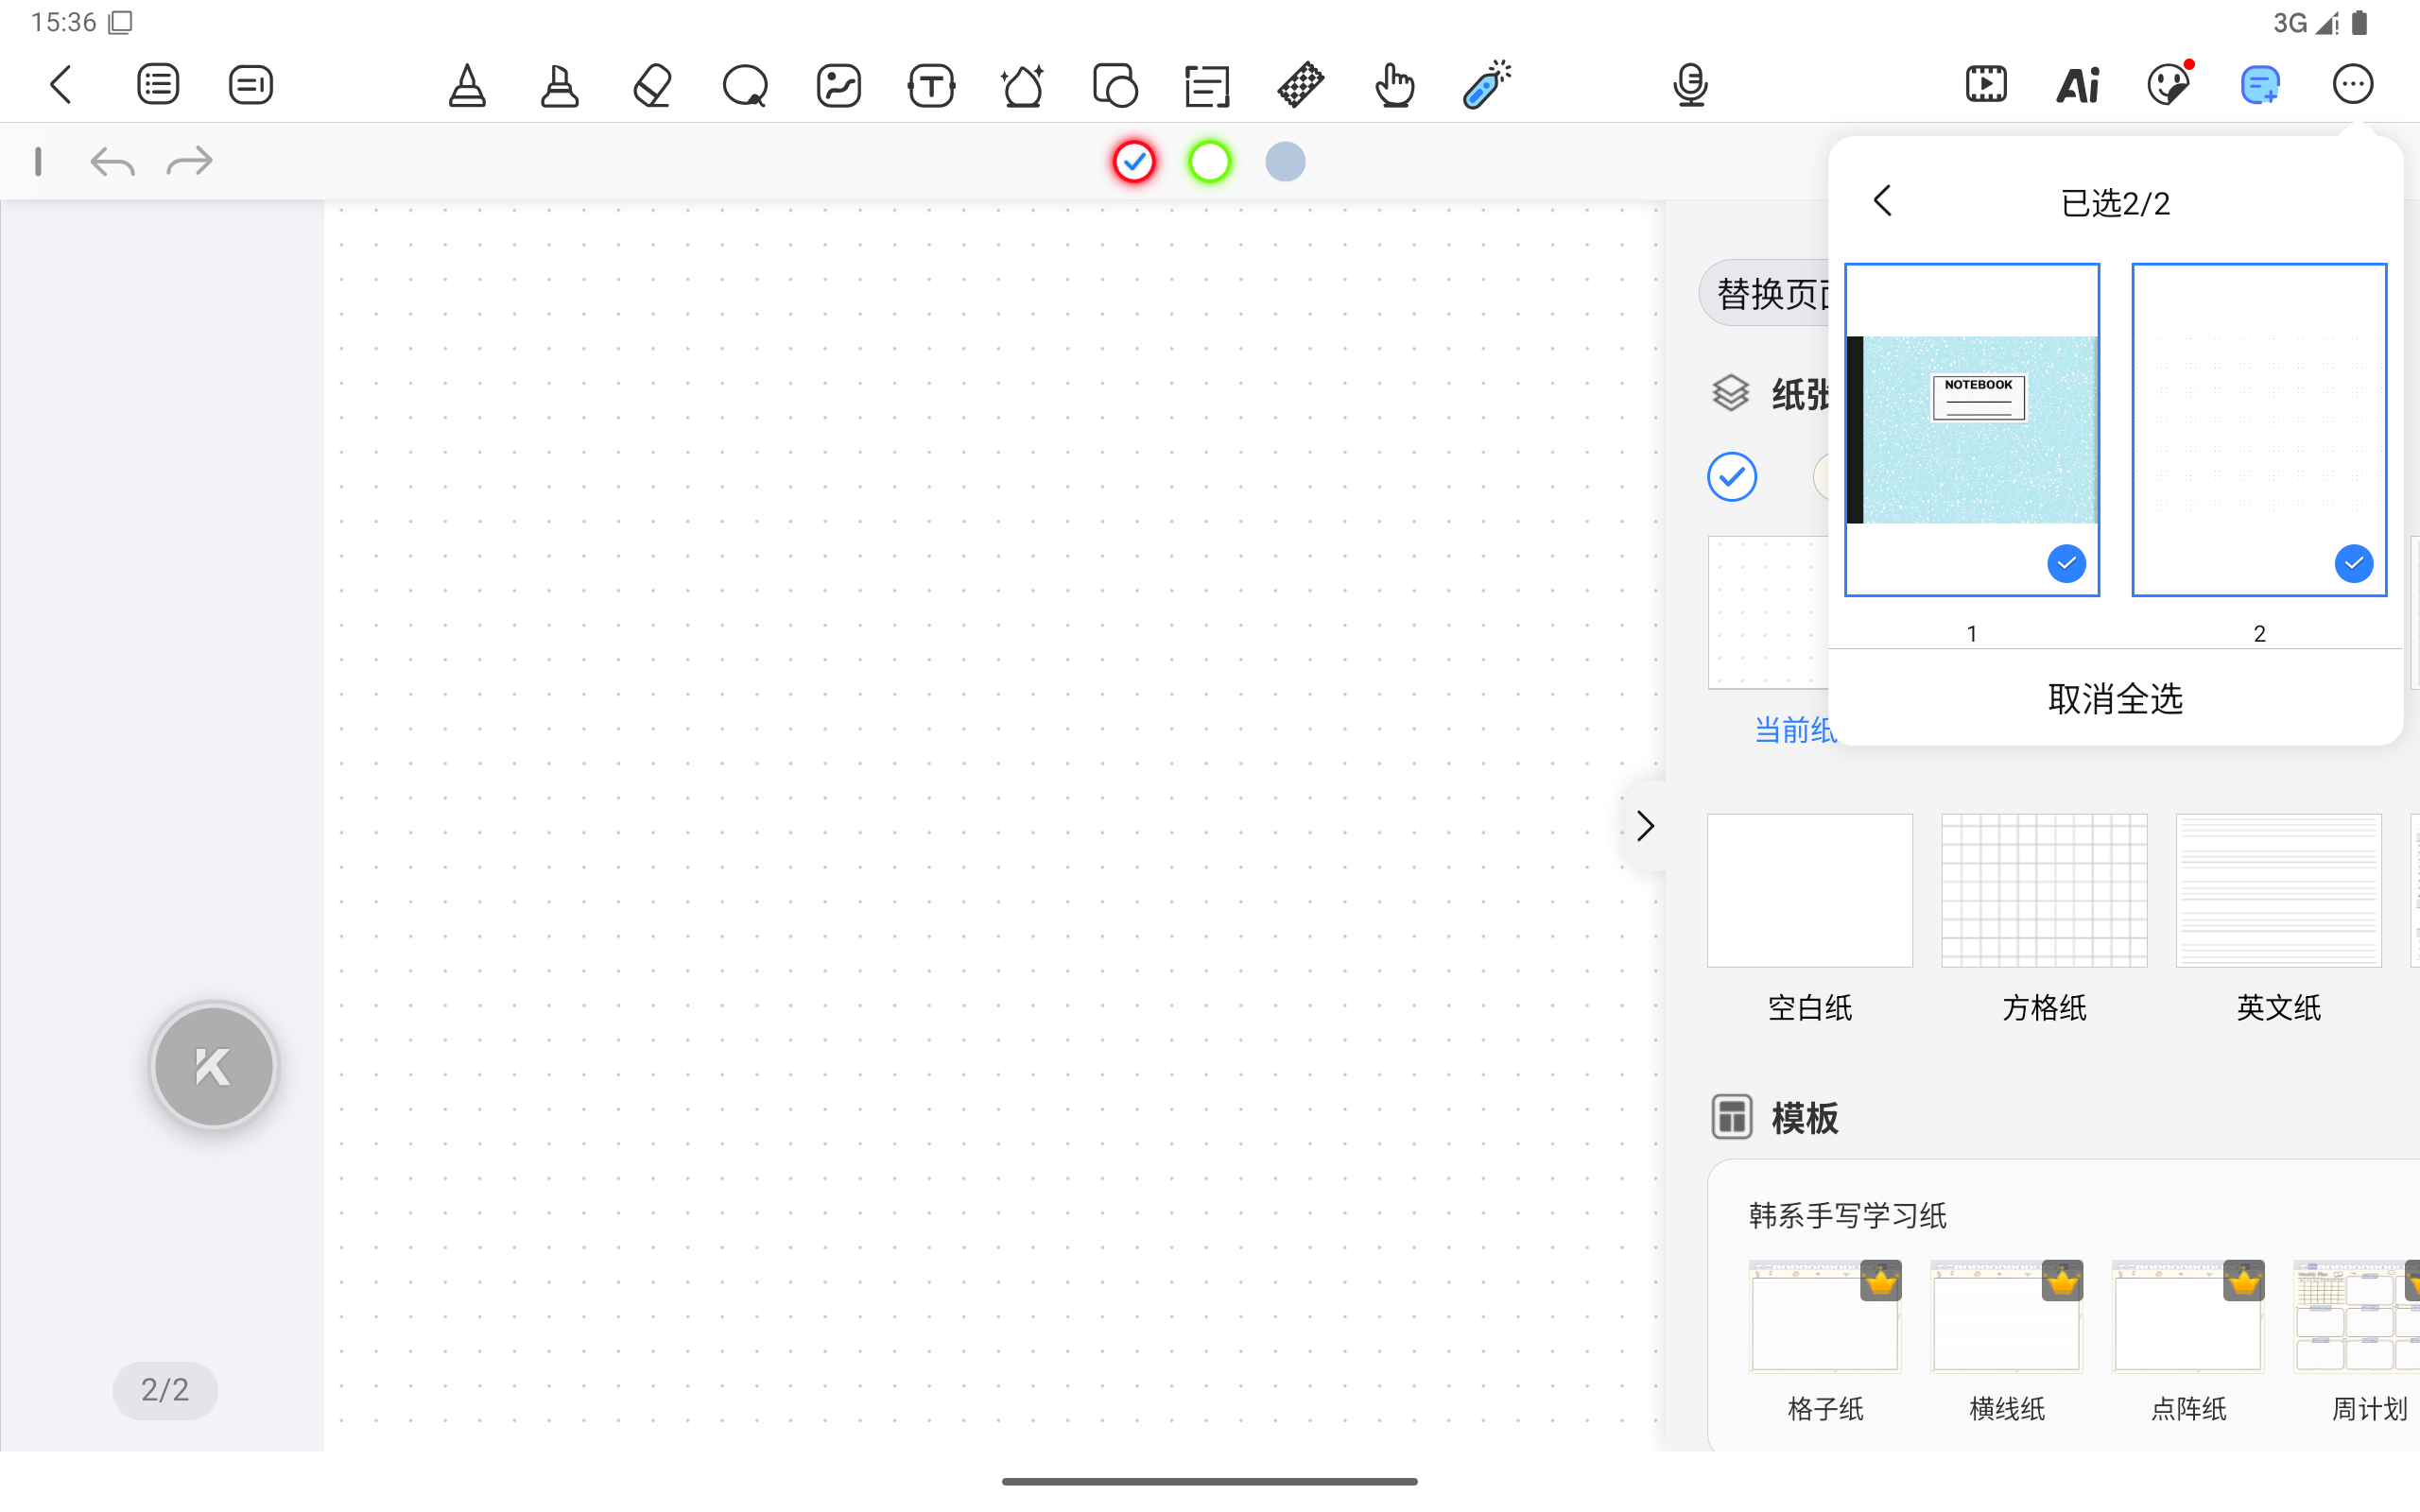 15:36
3G
Ai
已选2/2
替换页
纸张
NOTEBOOK
1
2
取消全选
当前纸
空白纸
方格纸
英文纸
模板
韩系手写学习纸
格子纸
横线纸
点阵纸
周计划
K
2/2